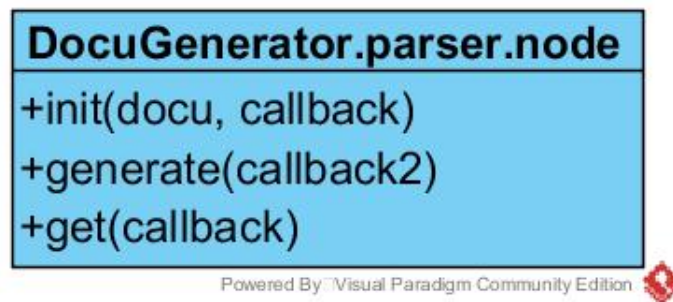 DocuGenerator.parser.node
+init(docu, callback)
+generate(callback2)
+get(callback)
Powered By Visual Paradigm Community Edition